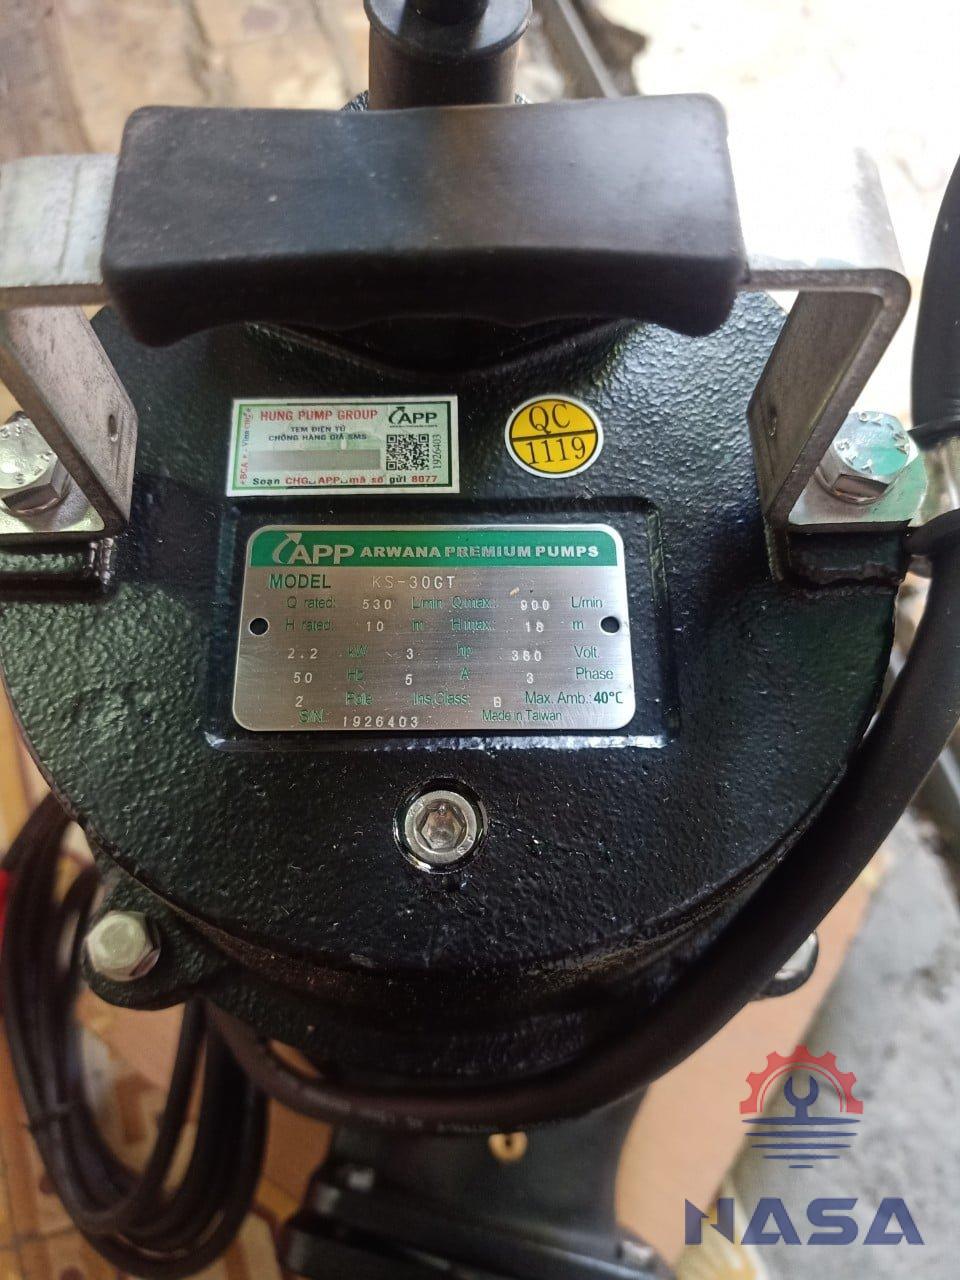 HUNG PUMP GROUP
APP
TEM ĐIỆN TỬ
CHỐNG HÀNG GIẢ SMS
1926403
Soạn CHG_APP_mã số gửi 8077
QC
1119
APP ARWANA PREMIUM PUMPS
MODEL KS-30GT
Q rated: 530 L/min Q.max.: 900 L/min
H rated: 10 m H.max.: 18 m
2.2 kW 3 hp 380 Volt.
50 Hz 5 A 3 Phase
2 Pole Ins.Class: B Max. Amb.:40°C
S/N. 1926403 Made in Taiwan
NASA